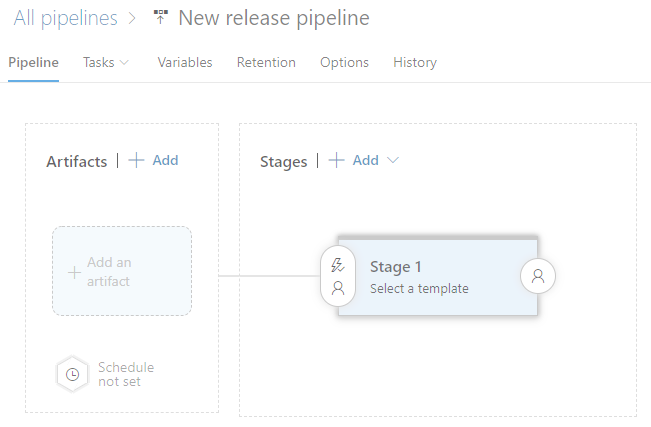 All pipelines > New release pipeline
Pipeline Tasks Variables Retention Options History
Artifacts | + Add
Stages | + Add
+ Add an
artifact
Stage 1
Select a template
Schedule
not set